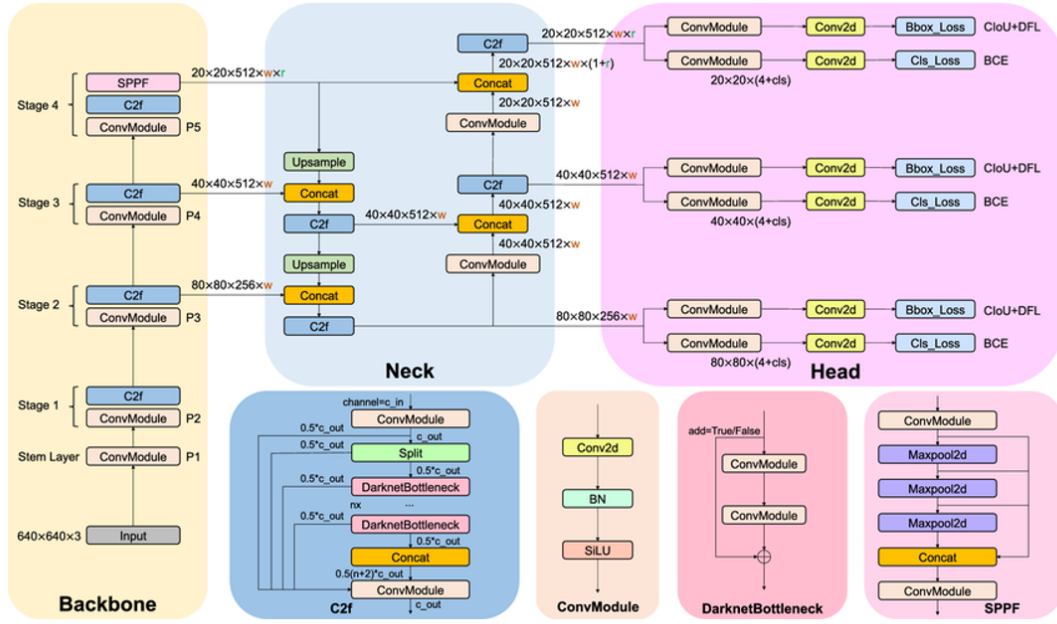 Stage 4
SPPF
C2f
ConvModule
P5
20×20×512×w×r
Stage 3
C2f
ConvModule
P4
40×40×512×w
Stage 2
C2f
ConvModule
P3
80×80×256×w
Stage 1
C2f
ConvModule
P2
Stem Layer
ConvModule
P1
640×640×3
Input
Backbone
Upsample
Concat
C2f
40×40×512×w
Upsample
Concat
C2f
C2f
20×20×512×w×(1+r)
Concat
20×20×512×w
ConvModule
C2f
40×40×512×w
Concat
40×40×512×w
ConvModule
Neck
20×20×512×w×r
ConvModule
Conv2d
Bbox_Loss
CIoU+DFL
ConvModule
Conv2d
Cls_Loss
BCE
20×20×(4+cls)
40×40×512×w
ConvModule
Conv2d
Bbox_Loss
CIoU+DFL
ConvModule
Conv2d
Cls_Loss
BCE
40×40×(4+cls)
80×80×256×w
ConvModule
Conv2d
Bbox_Loss
CIoU+DFL
ConvModule
Conv2d
Cls_Loss
BCE
80×80×(4+cls)
Head
channel=c_in
ConvModule
0.5*c_out
c_out
0.5*c_out
Split
0.5*c_out
0.5*c_out
DarknetBottleneck
nx
...
0.5*c_out
DarknetBottleneck
0.5*c_out
Concat
0.5(n+2)*c_out
ConvModule
C2f
c_out
Conv2d
BN
SiLU
ConvModule
add=True/False
ConvModule
ConvModule
DarknetBottleneck
ConvModule
Maxpool2d
Maxpool2d
Maxpool2d
Concat
ConvModule
SPPF